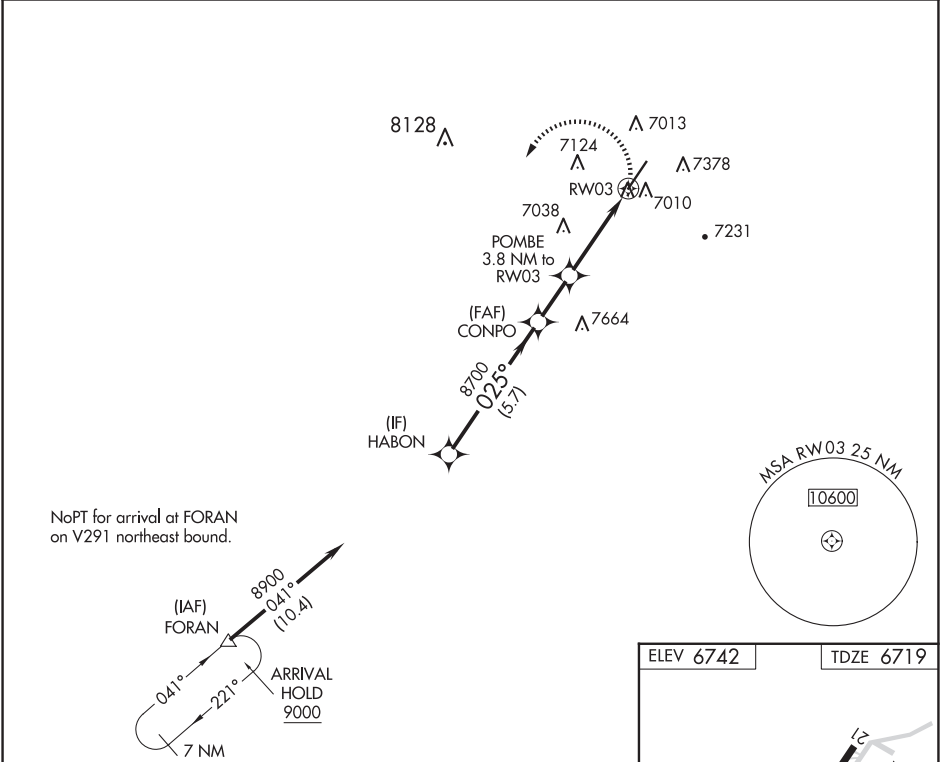 8128
7013
7124
7378
RW03
7010
7038
7231
POMBE
3.8 NM to
RW03
(FAF)
CONPO
7664
8700
025°
(5.7)
(IF)
HABON
MSA RW03 25 NM
10600
NoPT for arrival at FORAN
on V291 northeast bound.
8900
041°
(10.4)
(IAF)
FORAN
041°
221°
ARRIVAL
HOLD
9000
7 NM
ELEV 6742
TDZE 6719
21